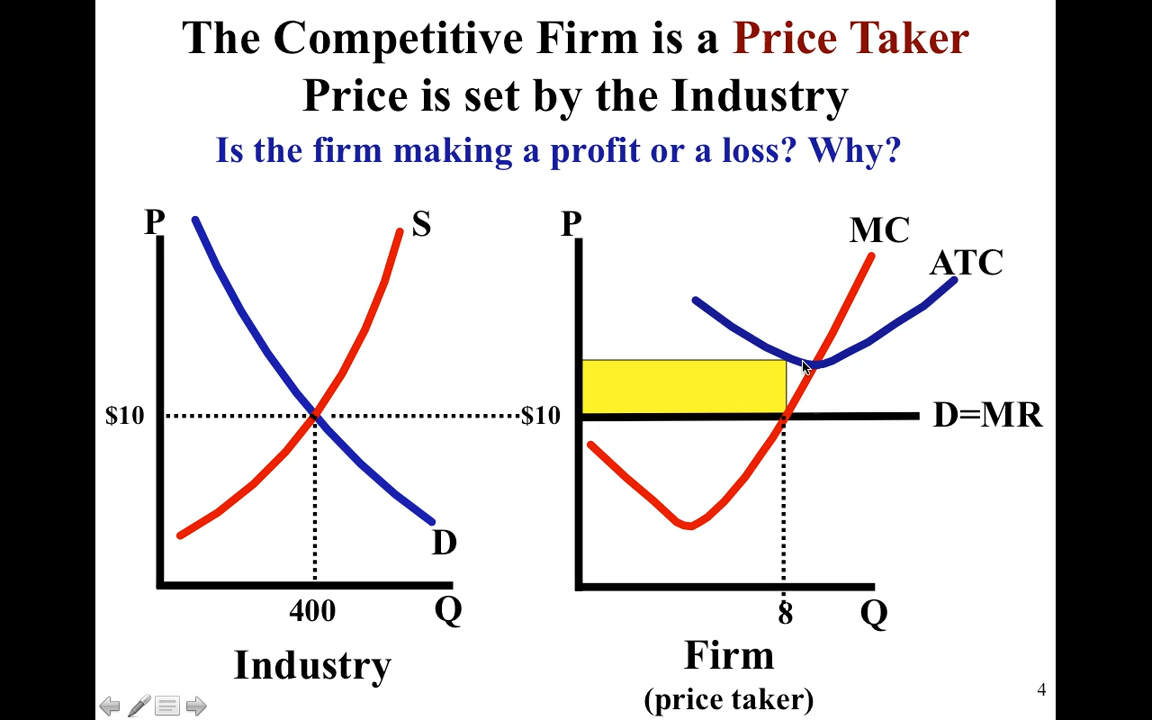 The Competitive Firm is a Price Taker
Price is set by the Industry
Is the firm making a profit or a loss? Why?
P
S
$10
D
400
Q
Industry
P
MC
ATC
$10
D=MR
8
Q
Firm
(price taker)
4